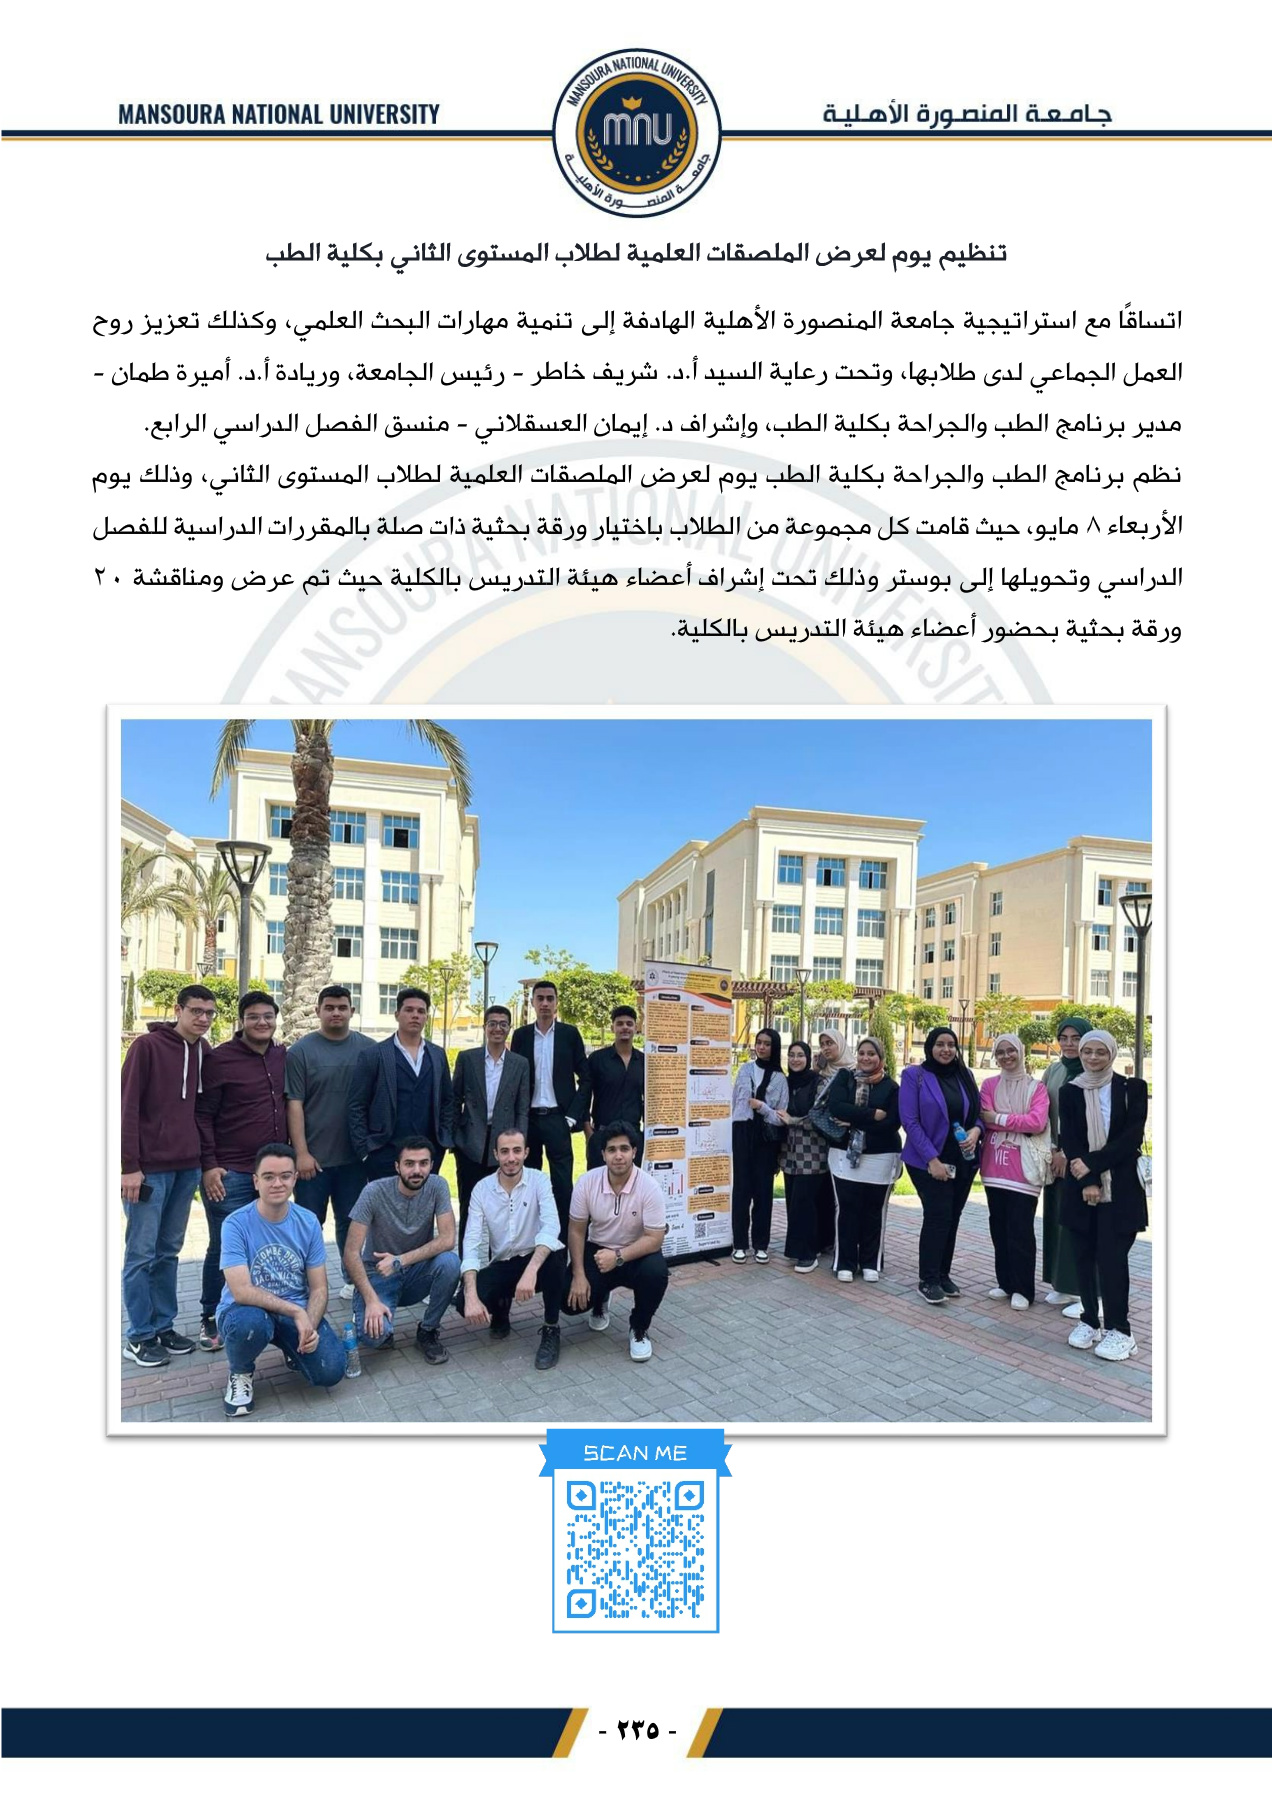 MANSOURA NATIONAL UNIVERSITY
جامعة المنصورة الأهلية
MANSOURA NATIONAL UNIVERSITY
mnu
جامعة المنصورة الأهلية
تنظيم يوم لعرض الملصقات العلمية لطلاب المستوى الثاني بكلية الطب
اتساقًا مع استراتيجية جامعة المنصورة الأهلية الهادفة إلى تنمية مهارات البحث العلمي، وكذلك تعزيز روح
العمل الجماعي لدى طلابها، وتحت رعاية السيد أ.د. شريف خاطر - رئيس الجامعة، وريادة أ.د. أميرة طمان -
مدير برنامج الطب والجراحة بكلية الطب، وإشراف د. إيمان العسقلاني - منسق الفصل الدراسي الرابع.
نظم برنامج الطب والجراحة بكلية الطب يوم لعرض الملصقات العلمية لطلاب المستوى الثاني، وذلك يوم
الأربعاء ٨ مايو، حيث قامت كل مجموعة من الطلاب باختيار ورقة بحثية ذات صلة بالمقررات الدراسية للفصل
الدراسي وتحويلها إلى بوستر وذلك تحت إشراف أعضاء هيئة التدريس بالكلية حيث تم عرض ومناقشة ٢٠
ورقة بحثية بحضور أعضاء هيئة التدريس بالكلية.
MANSOURA NATIONAL UNIVERSITY
VIE
SCAN ME
- ٢٣٥ -